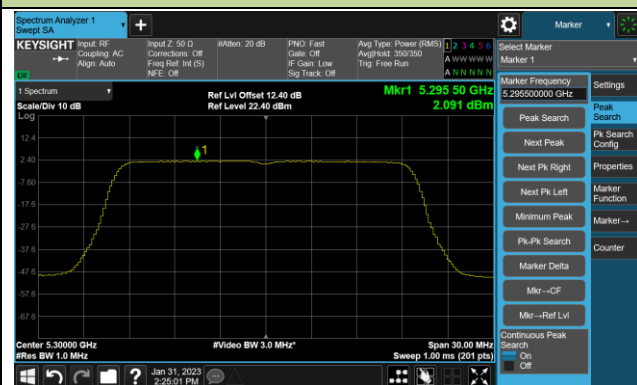 Spectrum Analyzer 1
Swept SA
+
Marker
KEYSIGHT
Input: RF
Coupling: AC
Align: Auto
Input Z: 50 Ω
Corrections: Off
Freq Ref: Int (S)
NFE: Off
#Atten: 20 dB
PNO: Fast
Gate: Off
IF Gain: Low
Sig Track: Off
Avg Type: Power (RMS)
Avg|Hold: 350/350
Trig: Free Run
1 2 3 4 5 6
A W W W W W
A N N N N N
LXI
Select Marker
Marker 1
1 Spectrum
Scale/Div 10 dB
Log
Ref Lvl Offset 12.40 dB
Ref Level 22.40 dBm
Mkr1 5.295 50 GHz
2.091 dBm
1
12.4
2.40
-7.60
-17.6
-27.6
-37.6
-47.6
-57.6
-67.6
Center 5.30000 GHz
#Res BW 1.0 MHz
#Video BW 3.0 MHz*
Span 30.00 MHz
Sweep 1.00 ms (201 pts)
Marker Frequency
5.295500000 GHz
Peak Search
Next Peak
Next Pk Right
Next Pk Left
Minimum Peak
Pk-Pk Search
Marker Delta
Mkr→CF
Mkr→Ref Lvl
Continuous Peak
Search
On
Off
Settings
Peak
Search
Pk Search
Config
Properties
Marker
Function
Marker→
Counter
?
Jan 31, 2023
2:25:01 PM